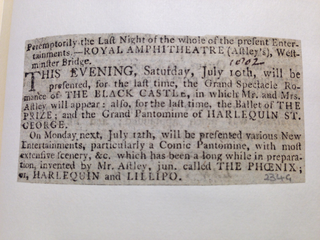 Peremptorily the Last Night of the whole of the present Enter-
tainments.—ROYAL AMPHITHEATRE (Astley's), West-
minster Bridge.
1802
THIS EVENING, Saturday, July 10th, will be
presented, for the last time, the Grand Spectacle Ro-
mance of THE BLACK CASTLE, in which Mr. and Mrs.
Astley will appear: also, for the last time, the Ballet of THE
PRIZE; and the Grand Pantomime of HARLEQUIN ST.
GEORGE.
On Monday next, July 12th, will be presented various New
Entertainments, particularly a Comic Pantomime, with most
extensive scenery, &c. which has been a long while in prepara-
tion, invented by Mr. Astley, jun. called THE PHŒNIX;
or, HARLEQUIN and LILLIPO.